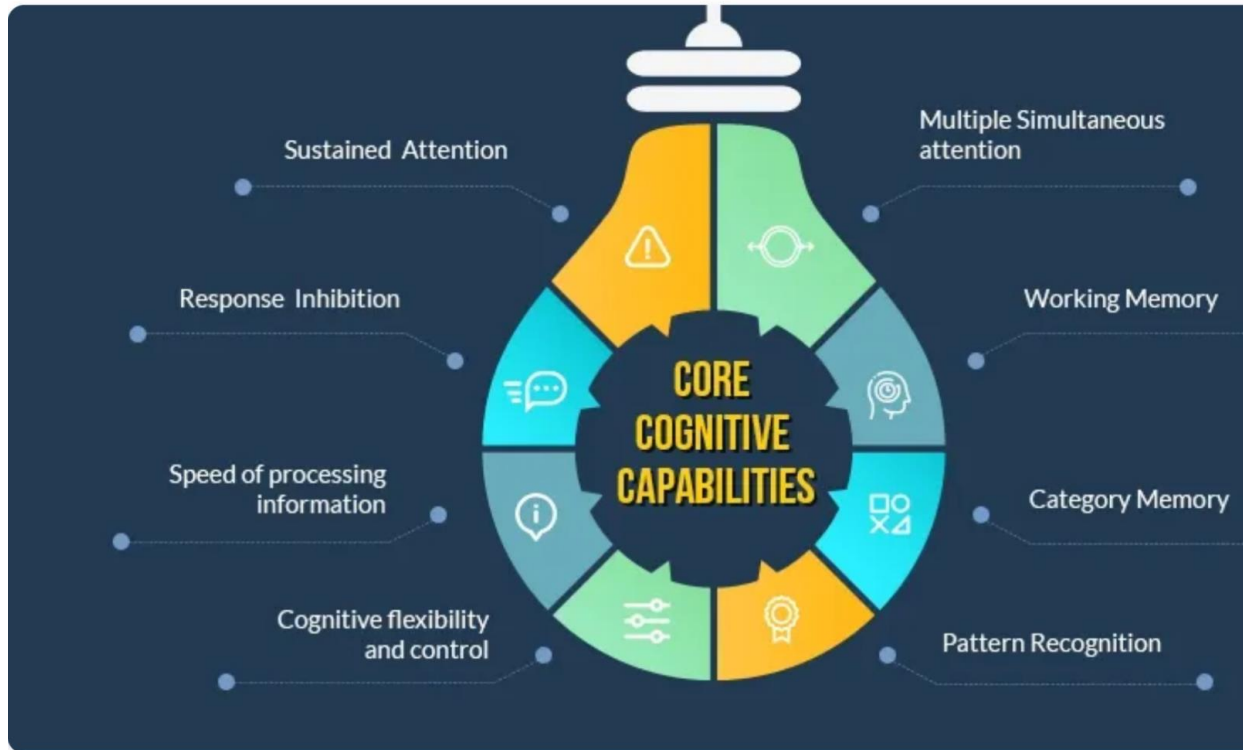 Sustained Attention
Multiple Simultaneous
attention
Response Inhibition
Working Memory
CORE
COGNITIVE
CAPABILITIES
Speed of processing
information
Category Memory
Cognitive flexibility
and control
Pattern Recognition